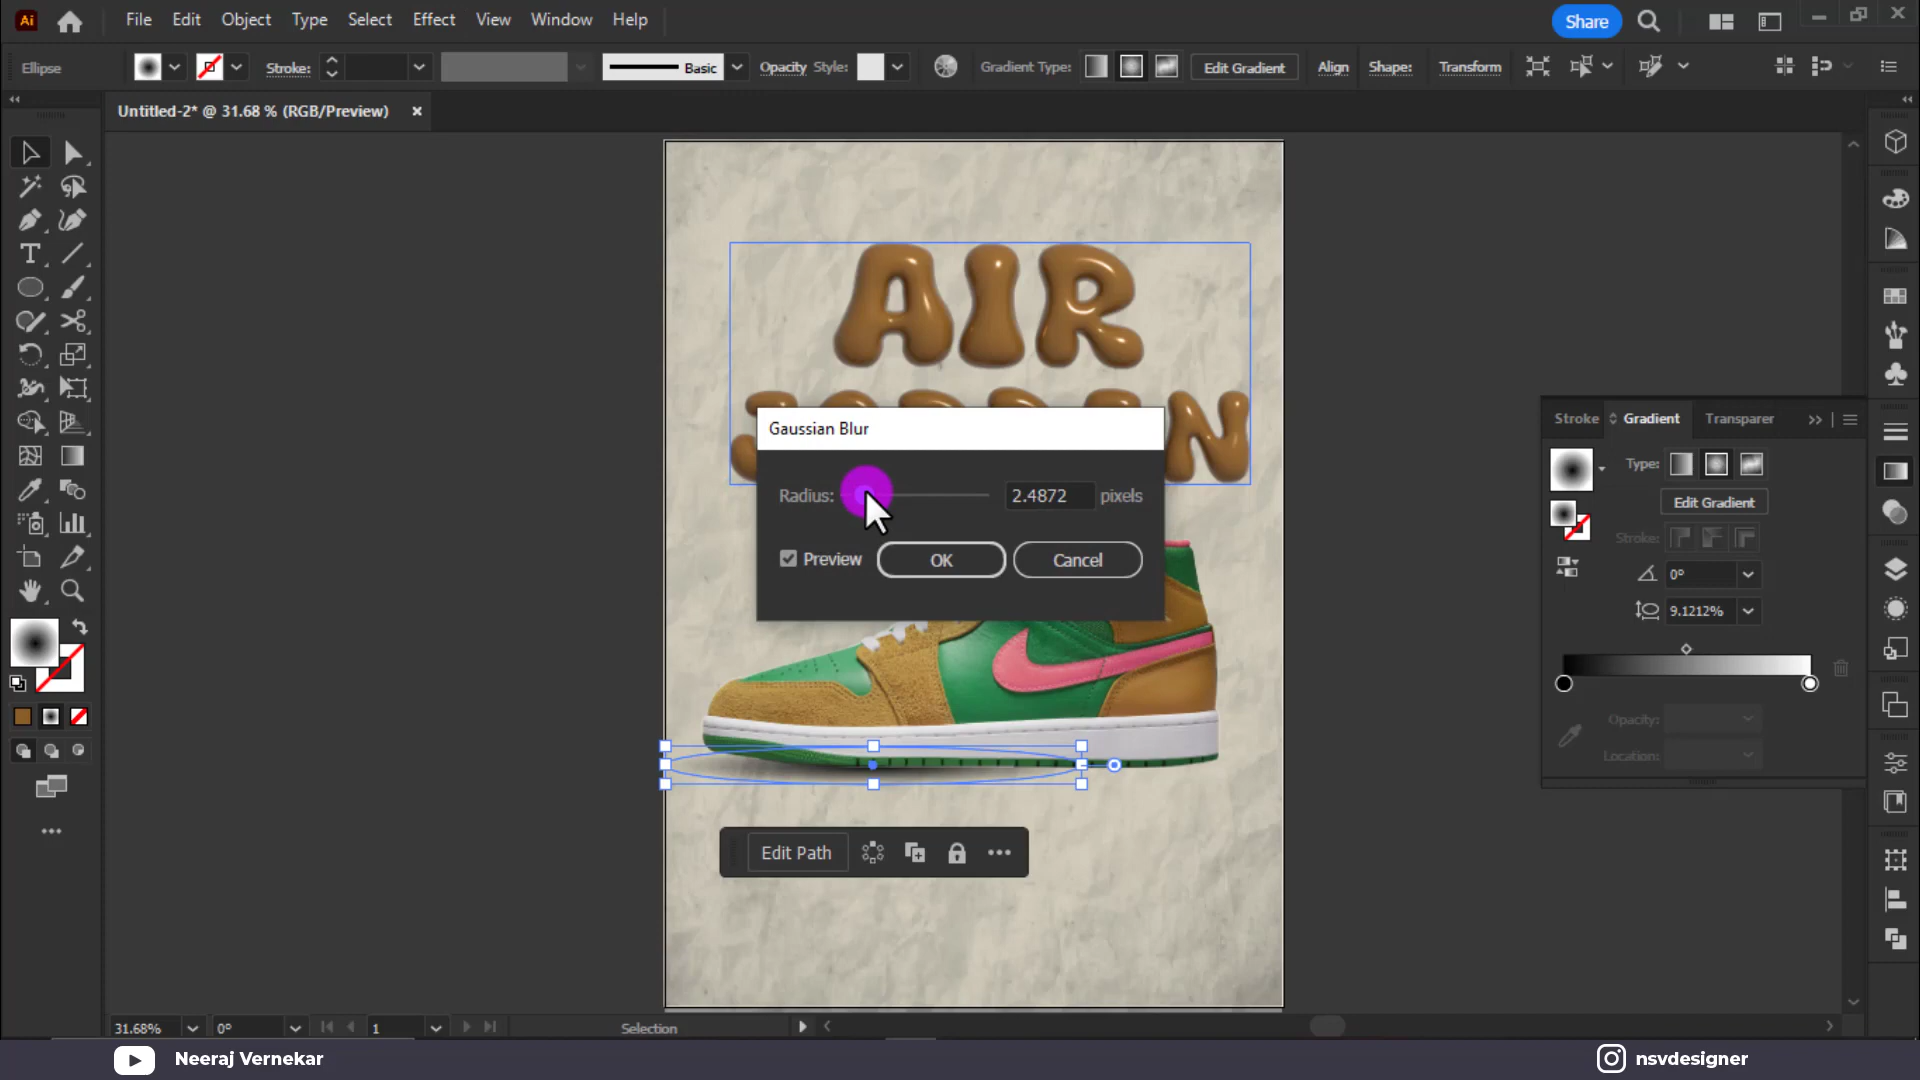 Ai File Edit Object Type Select Effect View Window Help Share
Ellipse Stroke: Basic Opacity Style: Gradient Type: Edit Gradient Align Shape: Transform
Untitled-2* @ 31.68 % (RGB/Preview)
AIR
Gaussian Blur
Radius: 2.4872 pixels
Preview OK Cancel
Stroke Gradient Transparer
Type:
Edit Gradient
Stroke:
0°
9.1212%
Opacity:
Location:
Edit Path
31.68% 0° 1 Selection
Neeraj Vernekar nsvdesigner